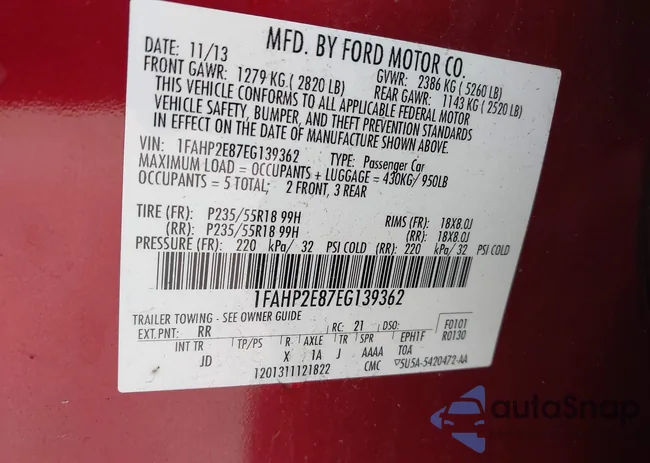 MFD. BY FORD MOTOR CO.
DATE: 11/13 GVWR: 2386 KG ( 5260 LB)
FRONT GAWR: 1279 KG ( 2820 LB) REAR GAWR: 1143 KG ( 2520 LB)
THIS VEHICLE CONFORMS TO ALL APPLICABLE FEDERAL MOTOR
VEHICLE SAFETY, BUMPER, AND THEFT PREVENTION STANDARDS
IN EFFECT ON THE DATE OF MANUFACTURE SHOWN ABOVE.
VIN: 1FAHP2E87EG139362 TYPE: Passenger Car
MAXIMUM LOAD = OCCUPANTS + LUGGAGE = 430KG/ 950LB
OCCUPANTS = 5 TOTAL; 2 FRONT, 3 REAR
TIRE (FR): P235/55R18 99H RIMS (FR): 18X8.0J
(RR): P235/55R18 99H (RR): 18X8.0J
PRESSURE (FR): 220 kPa/ 32 PSI COLD (RR): 220 kPa/ 32 PSI COLD
1FAHP2E87EG139362
TRAILER TOWING - SEE OWNER GUIDE
EXT.PNT: RR RC: 21 DSO: F0101
R0130
INT TR TP/PS R AXLE TR SPR EPH1F
JD X 1A J AAAA T0A
1201311121822 CMC 5U5A-5420472-AA
autoSnap